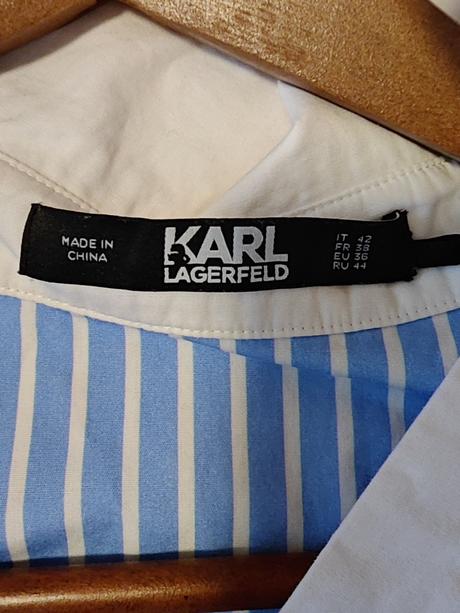 MADE IN
CHINA
KARL
LAGERFELD
IT 42
FR 38
EU 36
RU 44